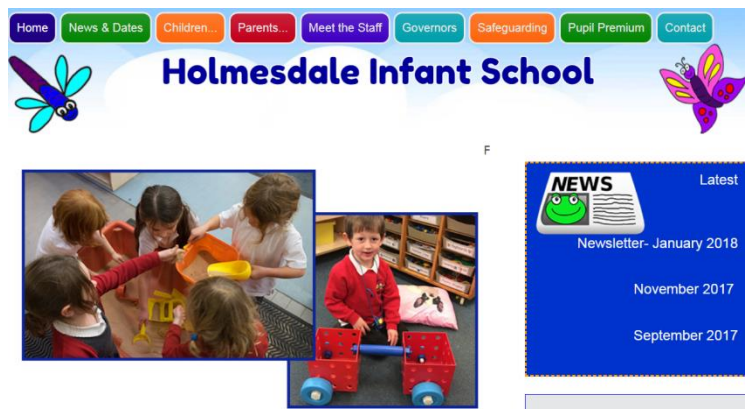 Home News & Dates Children... Parents... Meet the Staff Governors Safeguarding Pupil Premium Contact
Holmesdale Infant School
F
NEWS
Latest
Newsletter- January 2018
November 2017
September 2017